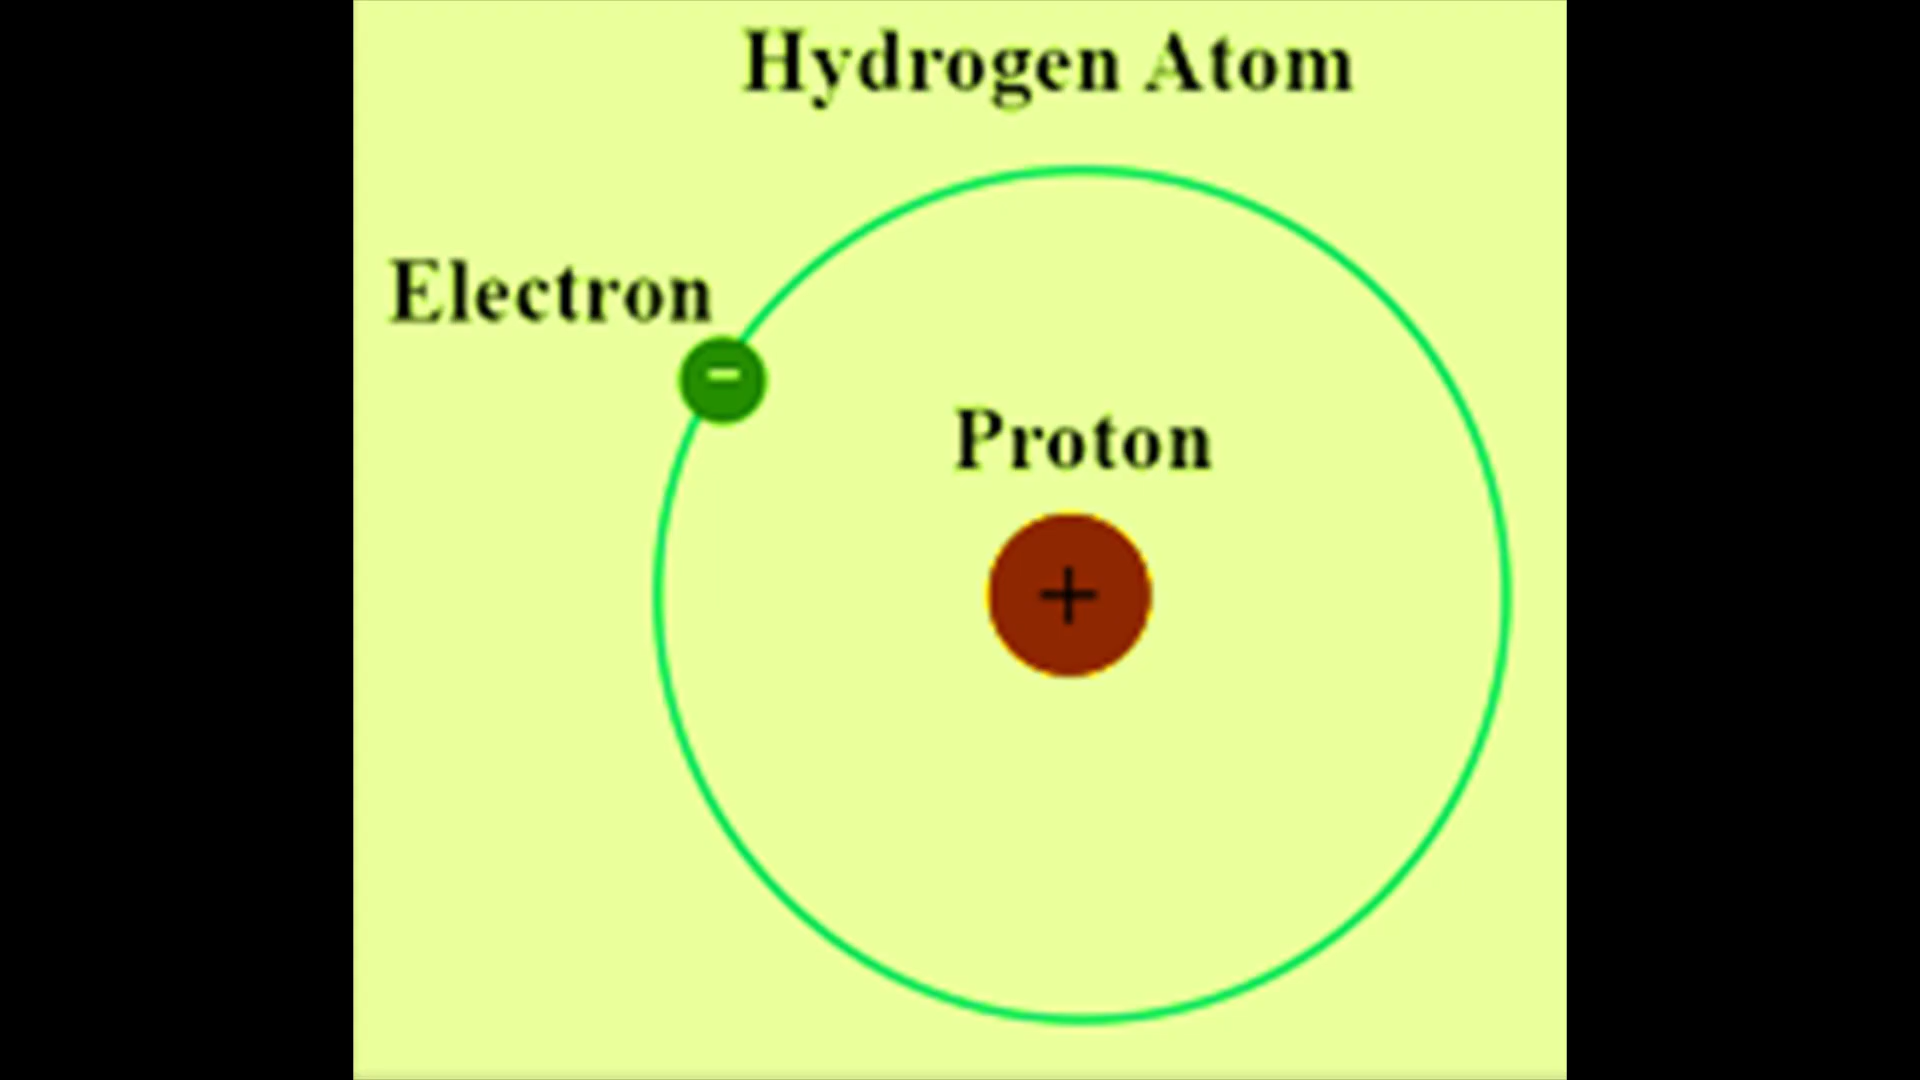 Hydrogen Atom
Electron
−
Proton
+